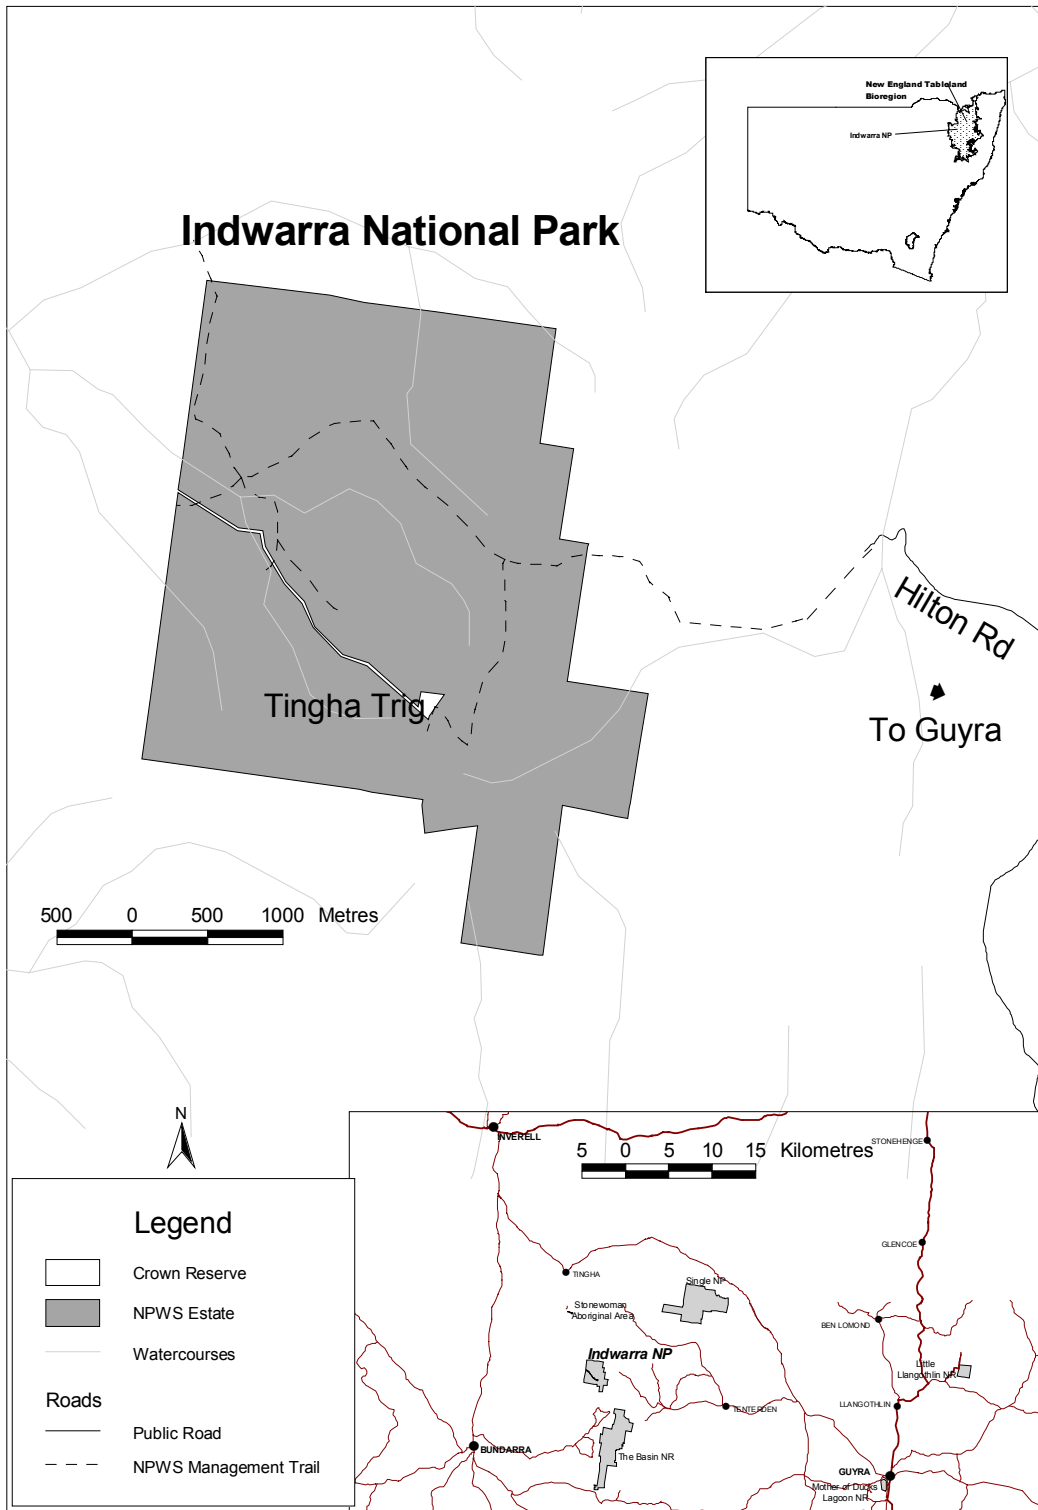 New England Tableland
Bioregion
Indwarra NP
Indwarra National Park
Hilton Rd
Tingha Trig
To Guyra
500 0 500 1000 Metres
N
Legend
Crown Reserve
NPWS Estate
Watercourses
Roads
Public Road
NPWS Management Trail
INVERELL
5 0 5 10 15 Kilometres
STONEHENGE
GLENCOE
TINGHA
Single NP
Stonewoman
Aboriginal Area
BEN LOMOND
Indwarra NP
Little
Llangothlin NR
LLANGOTHLIN
TENTERDEN
BUNDARRA
The Basin NR
GUYRA
Mother of Ducks
Lagoon NR